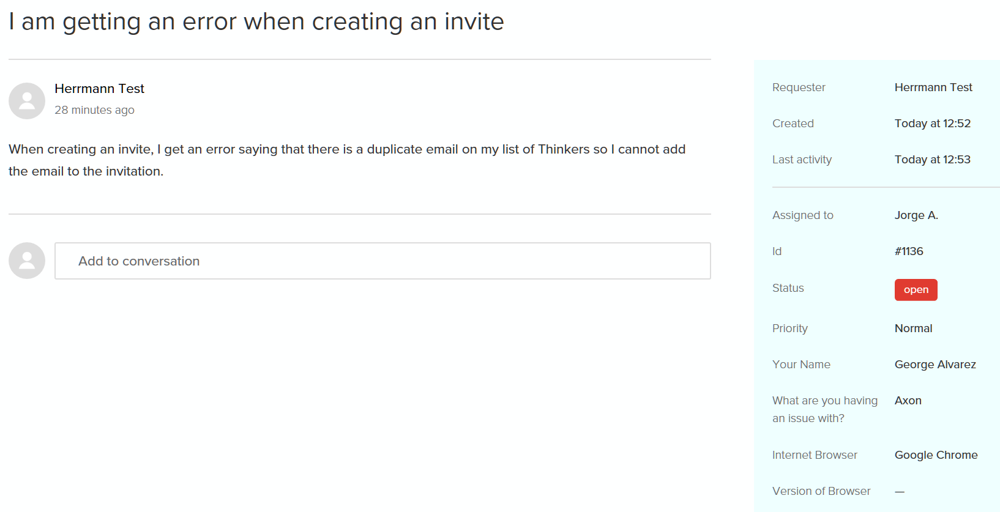 I am getting an error when creating an invite
Herrmann Test
28 minutes ago
When creating an invite, I get an error saying that there is a duplicate email on my list of Thinkers so I cannot add
the email to the invitation.
Add to conversation
Requester Herrmann Test
Created Today at 12:52
Last activity Today at 12:53
Assigned to Jorge A.
Id #1136
Status open
Priority Normal
Your Name George Alvarez
What are you having Axon
an issue with?
Internet Browser Google Chrome
Version of Browser —